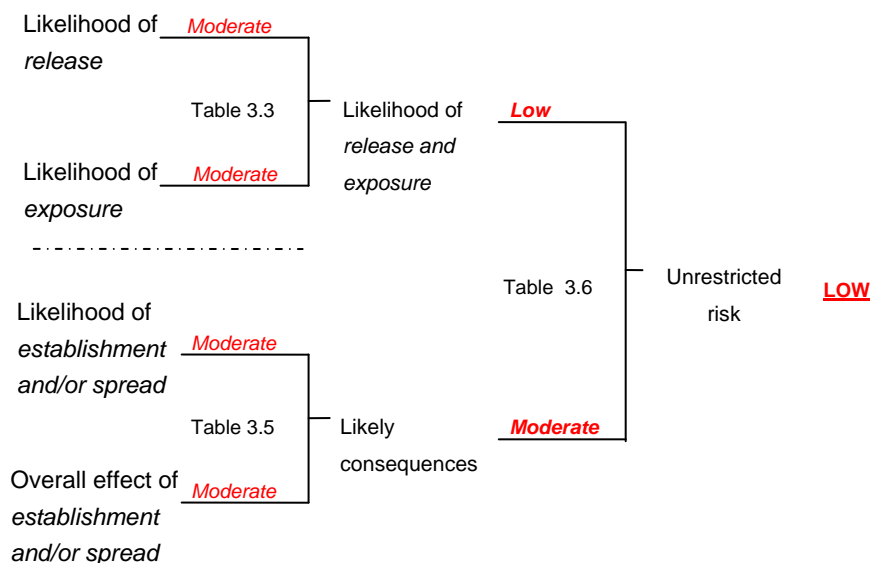 Likelihood of
release
Moderate
Table 3.3
Likelihood of
exposure
Moderate
Likelihood of
release and
exposure
Low
Likelihood of
establishment
and/or spread
Moderate
Table 3.5
Overall effect of
establishment
and/or spread
Moderate
Likely
consequences
Moderate
Table 3.6
Unrestricted
risk
LOW